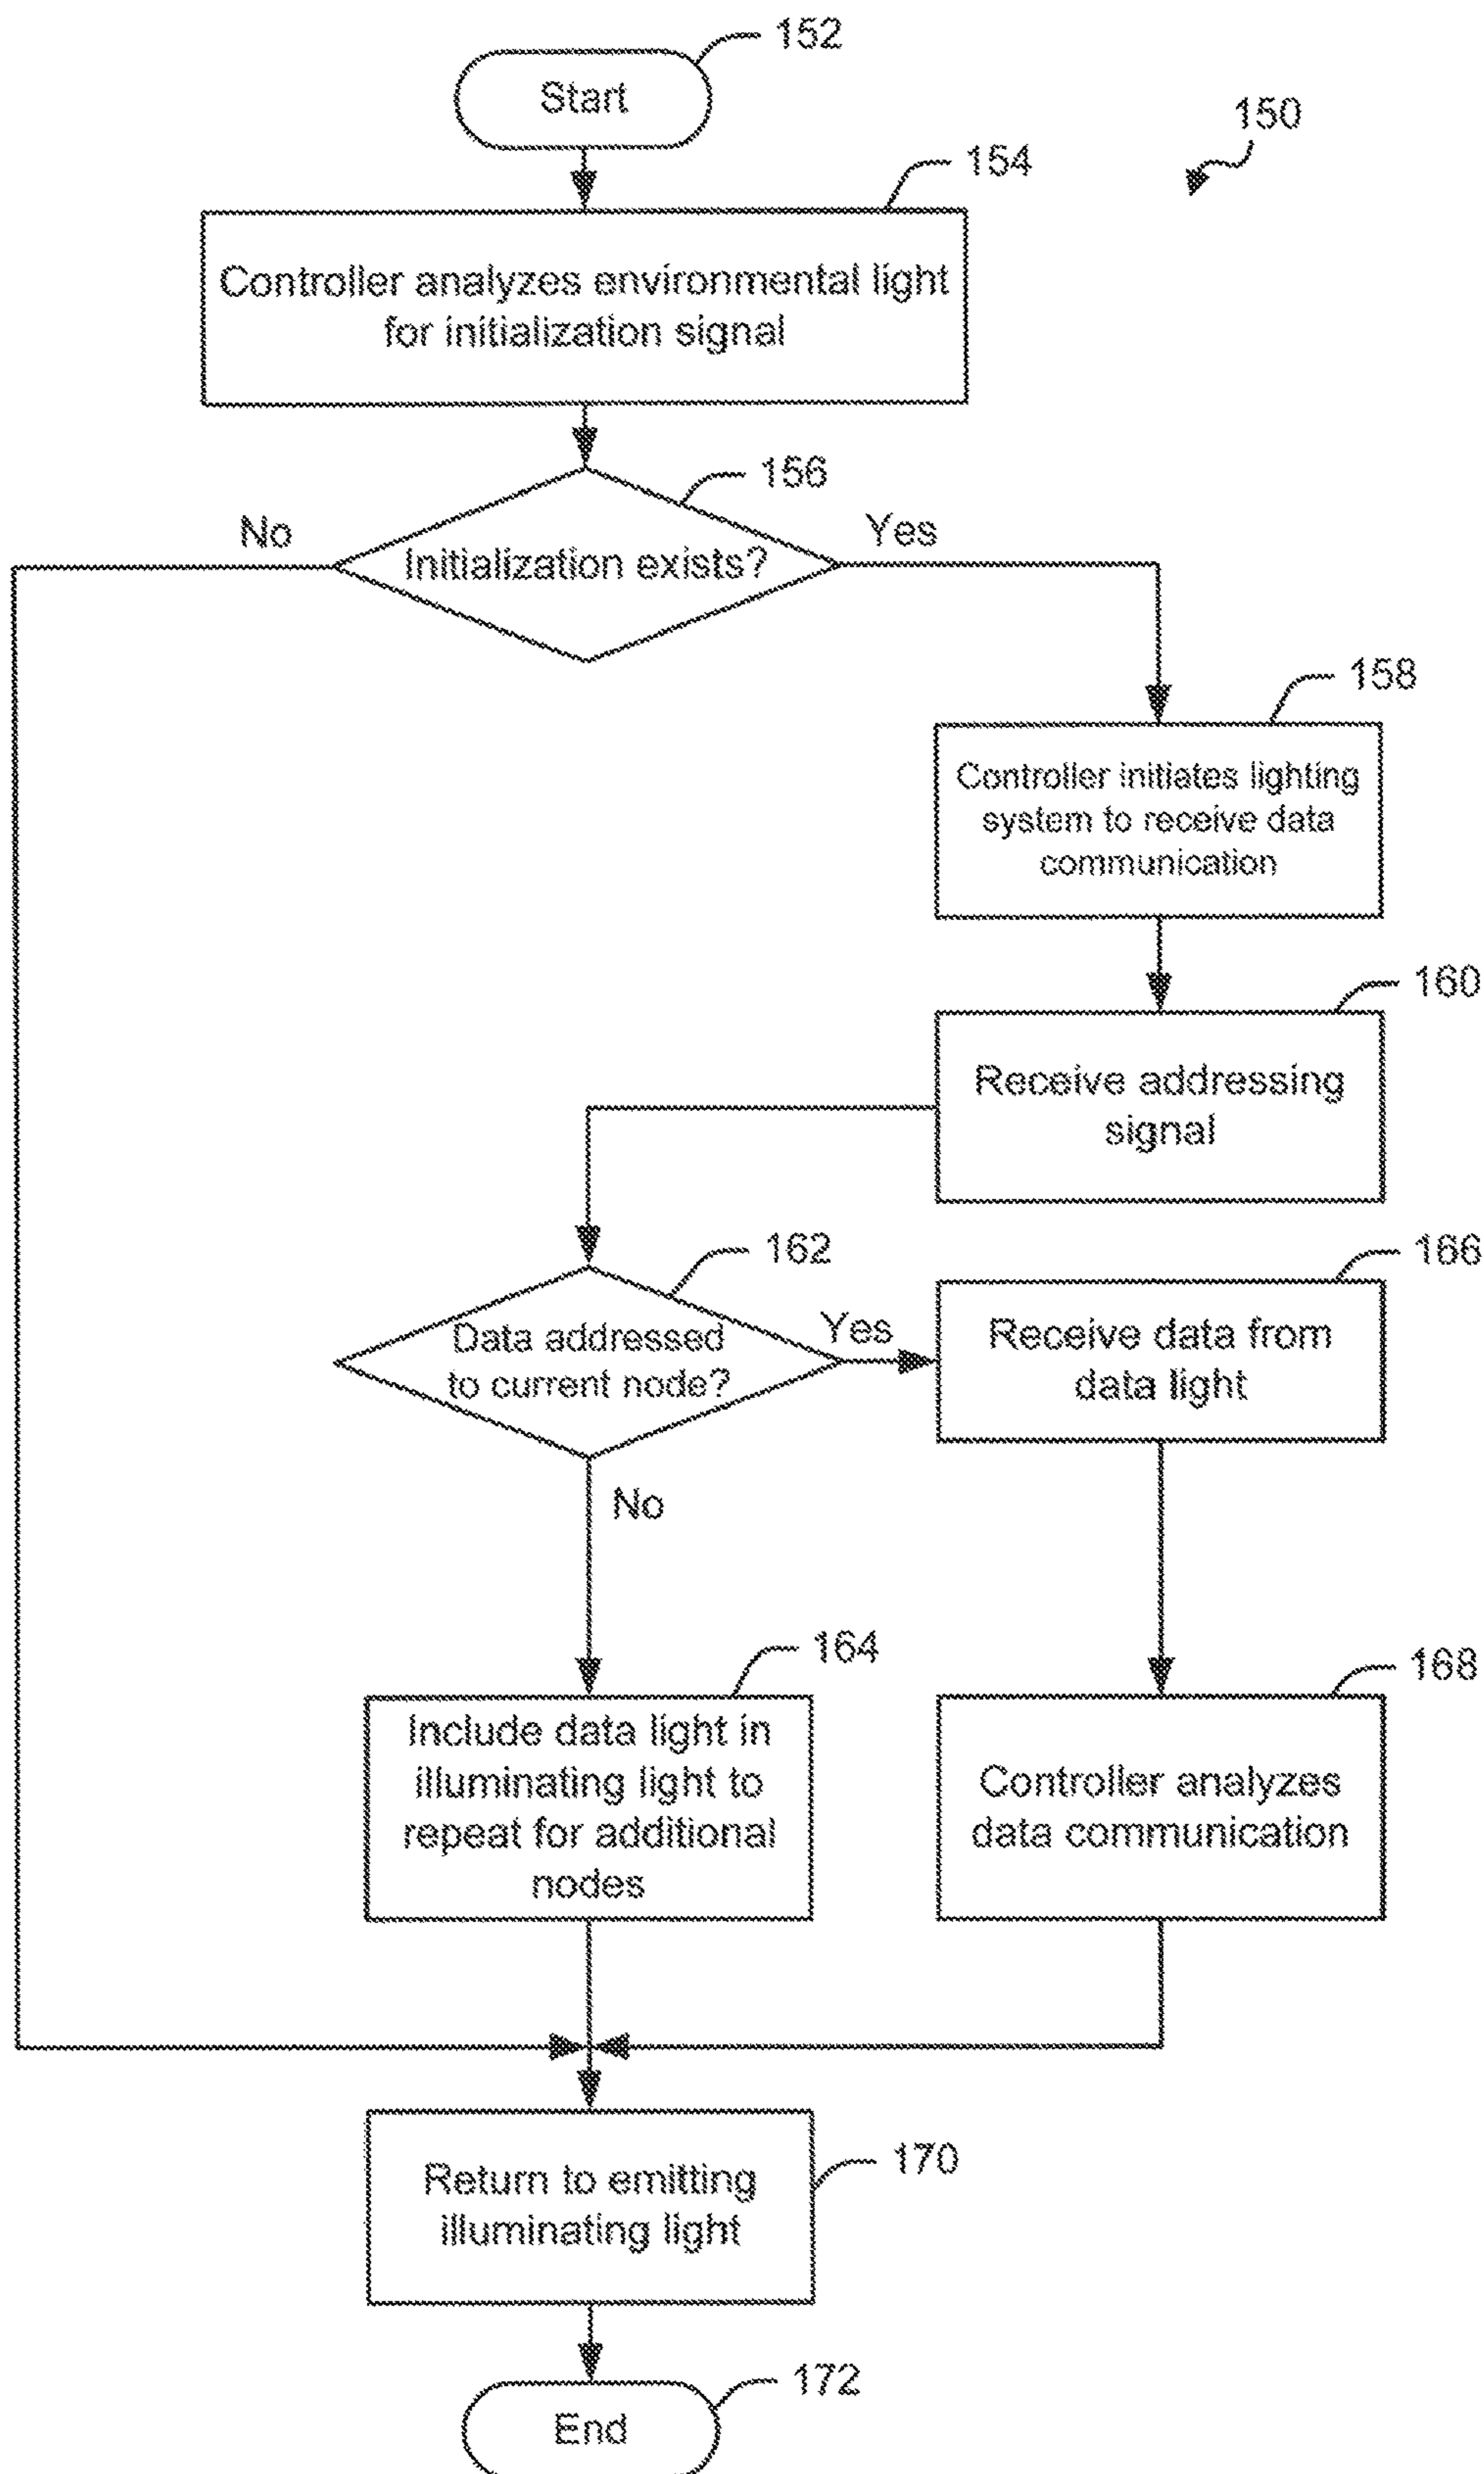 152
Start
150
154
Controller analyzes environmental light
for initialization signal
156
No
Yes
Initialization exists?
158
Controller initiates lighting
system to receive data
communication
160
Receive addressing
signal
162
166
Data addressed
to current node?
Yes
Receive data from
data light
No
164
168
Include data light in
illuminating light to
repeat for additional
nodes
Controller analyzes
data communication
170
Return to emitting
illuminating light
172
End